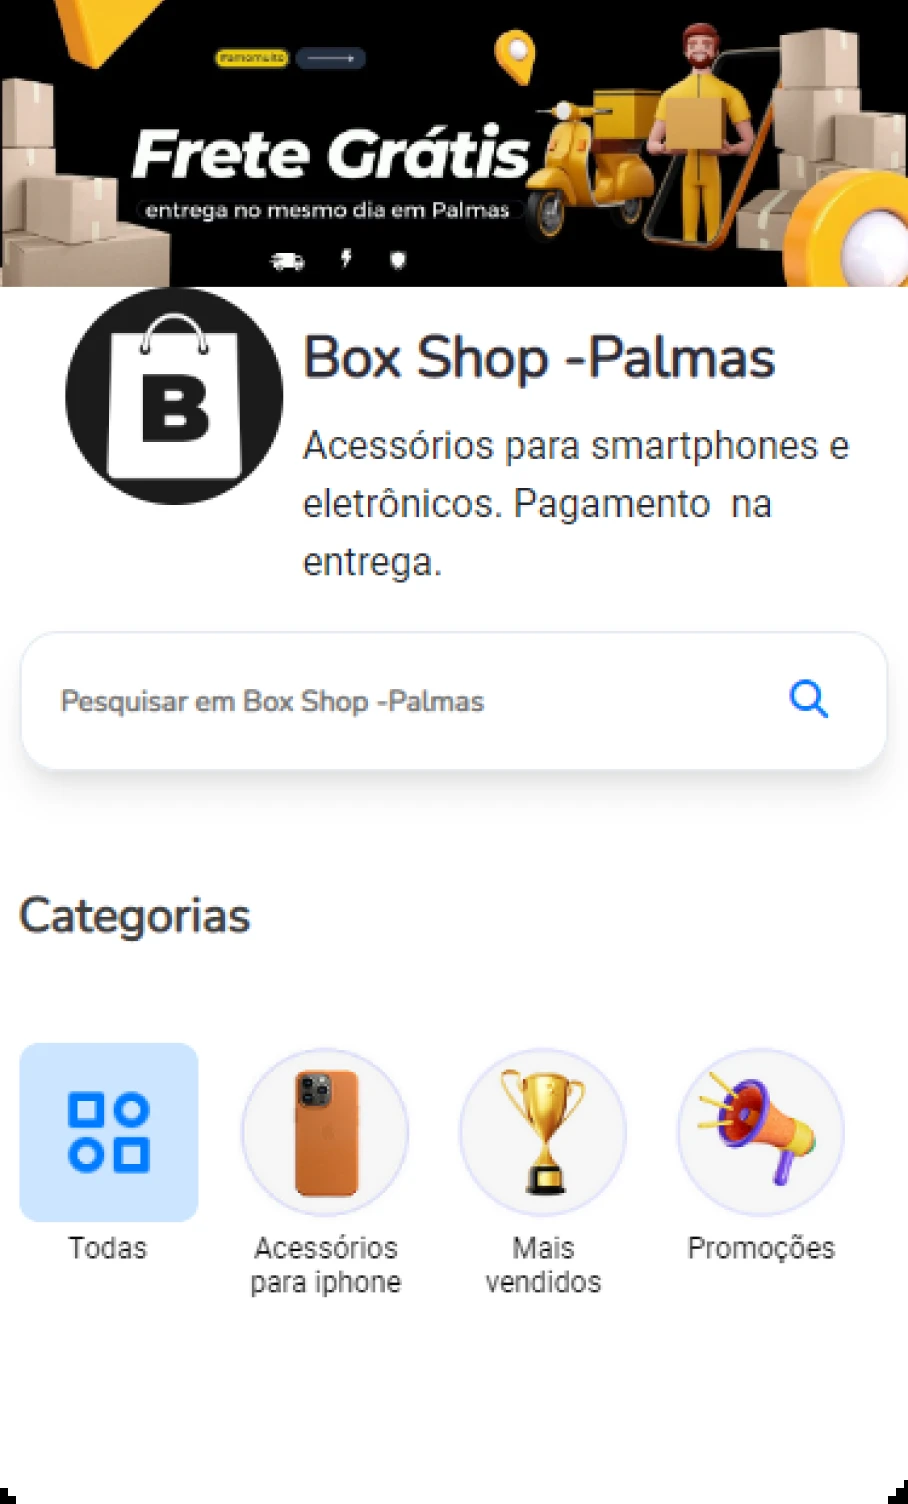 #amomuito
Frete Grátis
entrega no mesmo dia em Palmas
B
Box Shop -Palmas
Acessórios para smartphones e
eletrônicos. Pagamento  na
entrega.
Pesquisar em Box Shop -Palmas
Categorias
Todas
Acessórios
para iphone
Mais
vendidos
Promoções